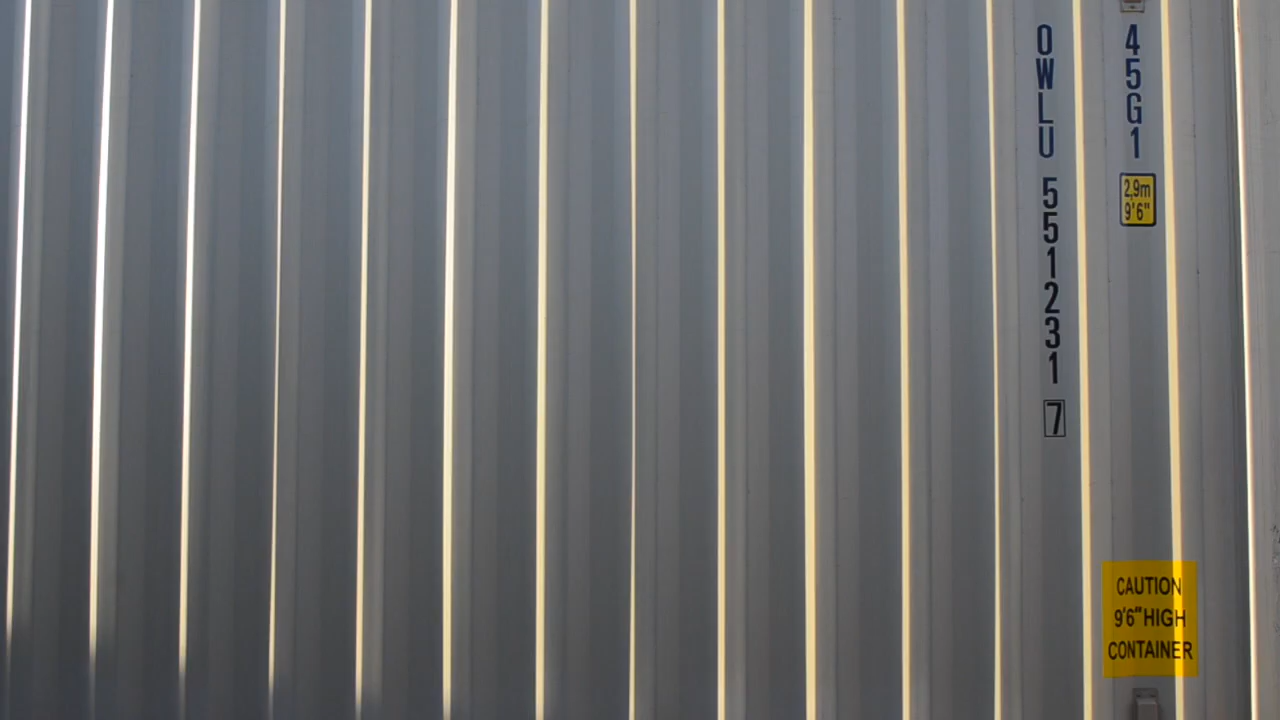 OWLU 551231 7
45G1
2,9m
9'6"
CAUTION
9'6" HIGH
CONTAINER